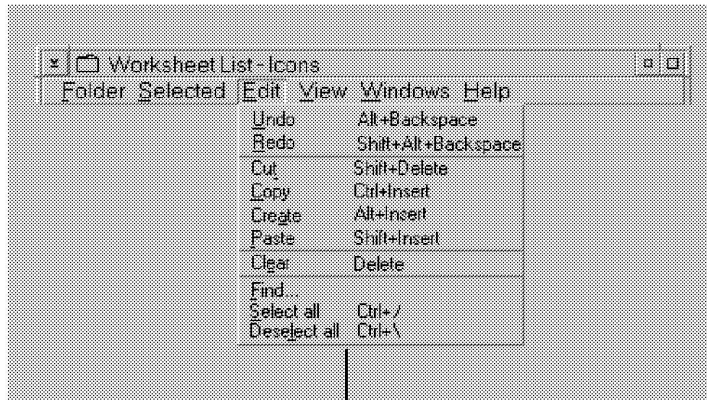 Worksheet List - Icons
Folder Selected Edit View Windows Help
Undo Alt+Backspace
Redo Shift+Alt+Backspace
Cut Shift+Delete
Copy Ctrl+Insert
Create Alt+Insert
Paste Shift+Insert
Clear Delete
Find...
Select all Ctrl+/
Deselect all Ctrl+\